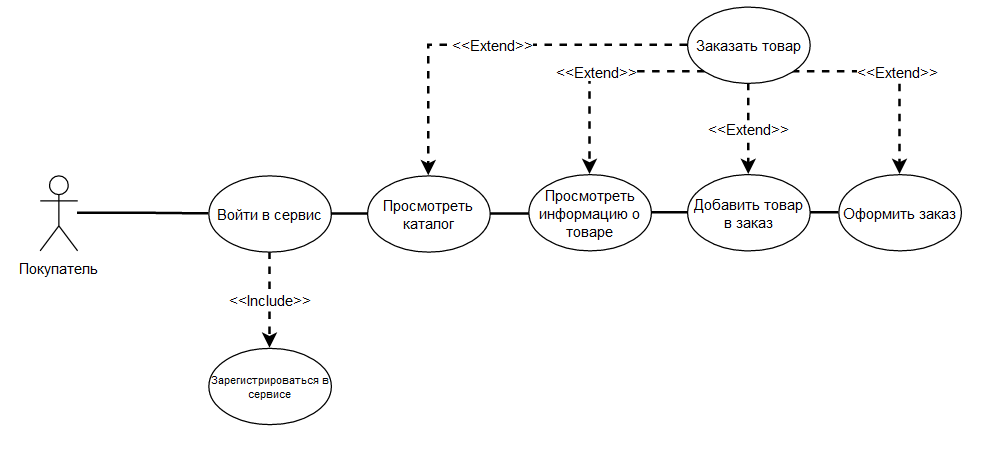 Заказать товар
<<Extend>>
<<Extend>>
<<Extend>>
<<Extend>>
Покупатель
Войти в сервис
Просмотреть
каталог
Просмотреть
информацию о
товаре
Добавить товар
в заказ
Оформить заказ
<<Include>>
Зарегистрироваться в
сервисе